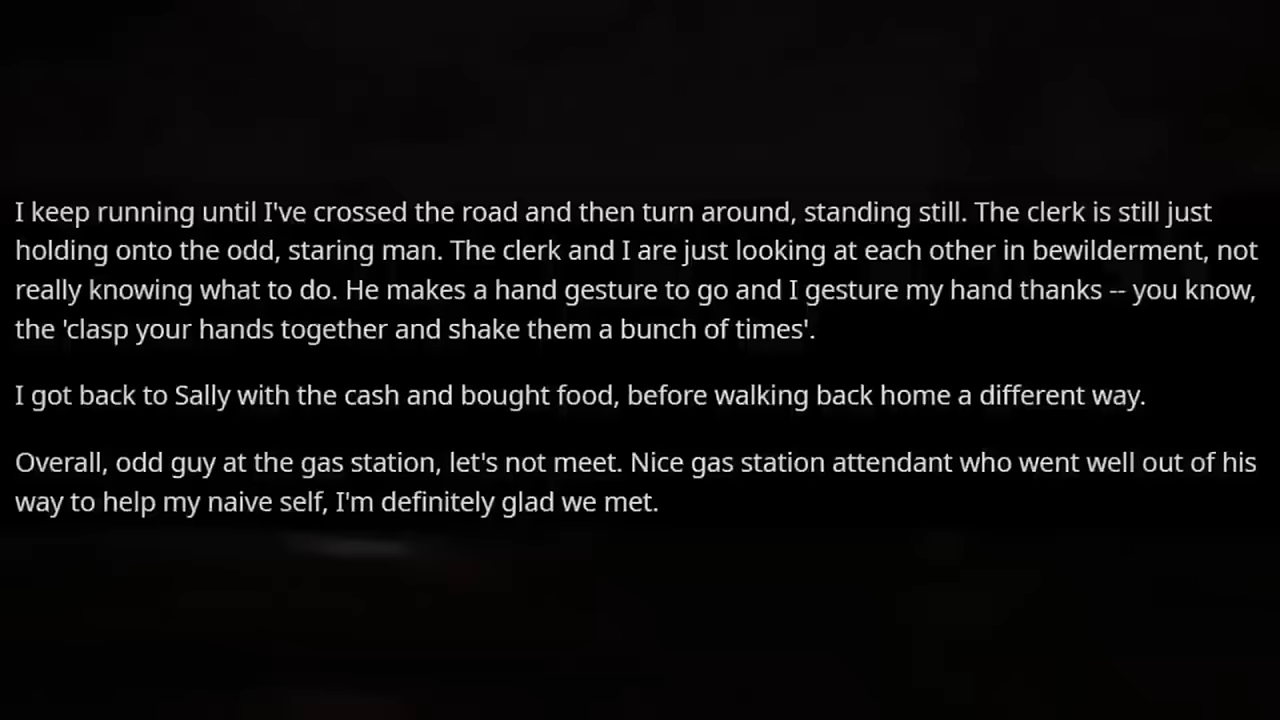 I keep running until I've crossed the road and then turn around, standing still. The clerk is still just
holding onto the odd, staring man. The clerk and I are just looking at each other in bewilderment, not
really knowing what to do. He makes a hand gesture to go and I gesture my hand thanks -- you know,
the 'clasp your hands together and shake them a bunch of times'.
I got back to Sally with the cash and bought food, before walking back home a different way.
Overall, odd guy at the gas station, let's not meet. Nice gas station attendant who went well out of his
way to help my naive self, I'm definitely glad we met.